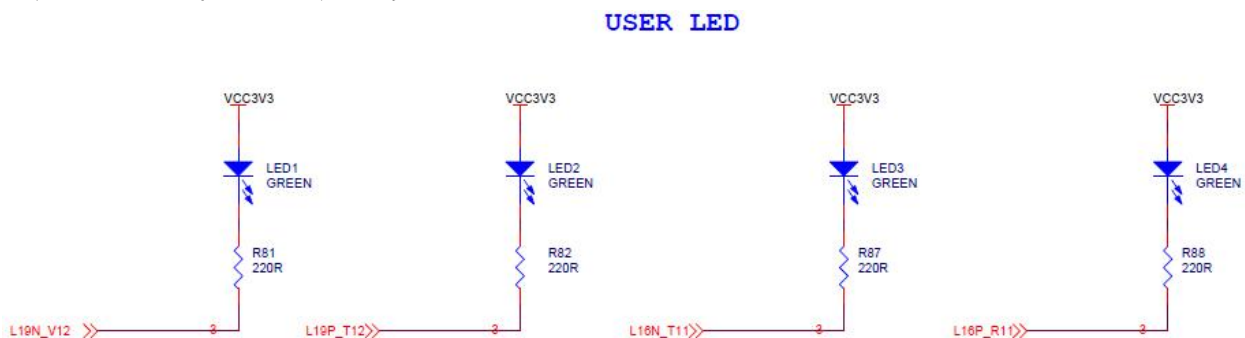 USER LED
VCC3V3 VCC3V3 VCC3V3 VCC3V3
LED1 LED2 LED3 LED4
GREEN GREEN GREEN GREEN
R81 R82 R87 R88
220R 220R 220R 220R
L19N_V12 3 L19P_T12 3 L16N_T11 3 L16P_R11 3